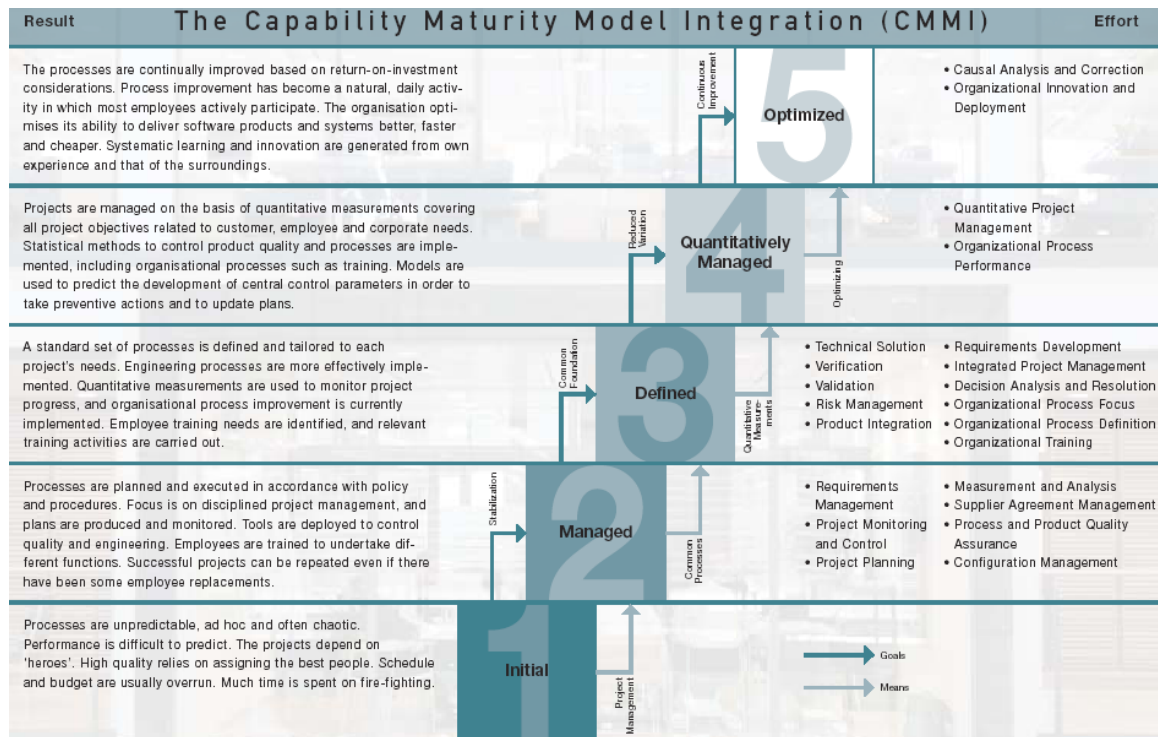 Result
The Capability Maturity Model Integration (CMMI)
Effort
The processes are continually improved based on return-on-investment
considerations. Process improvement has become a natural, daily activ-
ity in which most employees actively participate. The organisation opti-
mises its ability to deliver software products and systems better, faster
and cheaper. Systematic learning and innovation are generated from own
experience and that of the surroundings.
Continuous
Improvement
5
Optimized
• Causal Analysis and Correction
• Organizational Innovation and
Deployment
Projects are managed on the basis of quantitative measurements covering
all project objectives related to customer, employee and corporate needs.
Statistical methods to control product quality and processes are imple-
mented, including organisational processes such as training. Models are
used to predict the development of central control parameters in order to
take preventive actions and to update plans.
Reduced
Variation
4
Quantitatively
Managed
Optimizing
• Quantitative Project
Management
• Organizational Process
Performance
A standard set of processes is defined and tailored to each
project's needs. Engineering processes are more effectively imple-
mented. Quantitative measurements are used to monitor project
progress, and organisational process improvement is currently
implemented. Employee training needs are identified, and relevant
training activities are carried out.
Common
Foundation
3
Defined
Quantitative
Measure-
ments
• Technical Solution
• Verification
• Validation
• Risk Management
• Product Integration
• Requirements Development
• Integrated Project Management
• Decision Analysis and Resolution
• Organizational Process Focus
• Organizational Process Definition
• Organizational Training
Processes are planned and executed in accordance with policy
and procedures. Focus is on disciplined project management, and
plans are produced and monitored. Tools are deployed to control
quality and engineering. Employees are trained to undertake dif-
ferent functions. Successful projects can be repeated even if there
have been some employee replacements.
Stabilization
2
Managed
Common
Processes
• Requirements
Management
• Project Monitoring
and Control
• Project Planning
• Measurement and Analysis
• Supplier Agreement Management
• Process and Product Quality
Assurance
• Configuration Management
Processes are unpredictable, ad hoc and often chaotic.
Performance is difficult to predict. The projects depend on
'heroes'. High quality relies on assigning the best people. Schedule
and budget are usually overrun. Much time is spent on fire-fighting.
1
Initial
Project
Management
Goals
Means